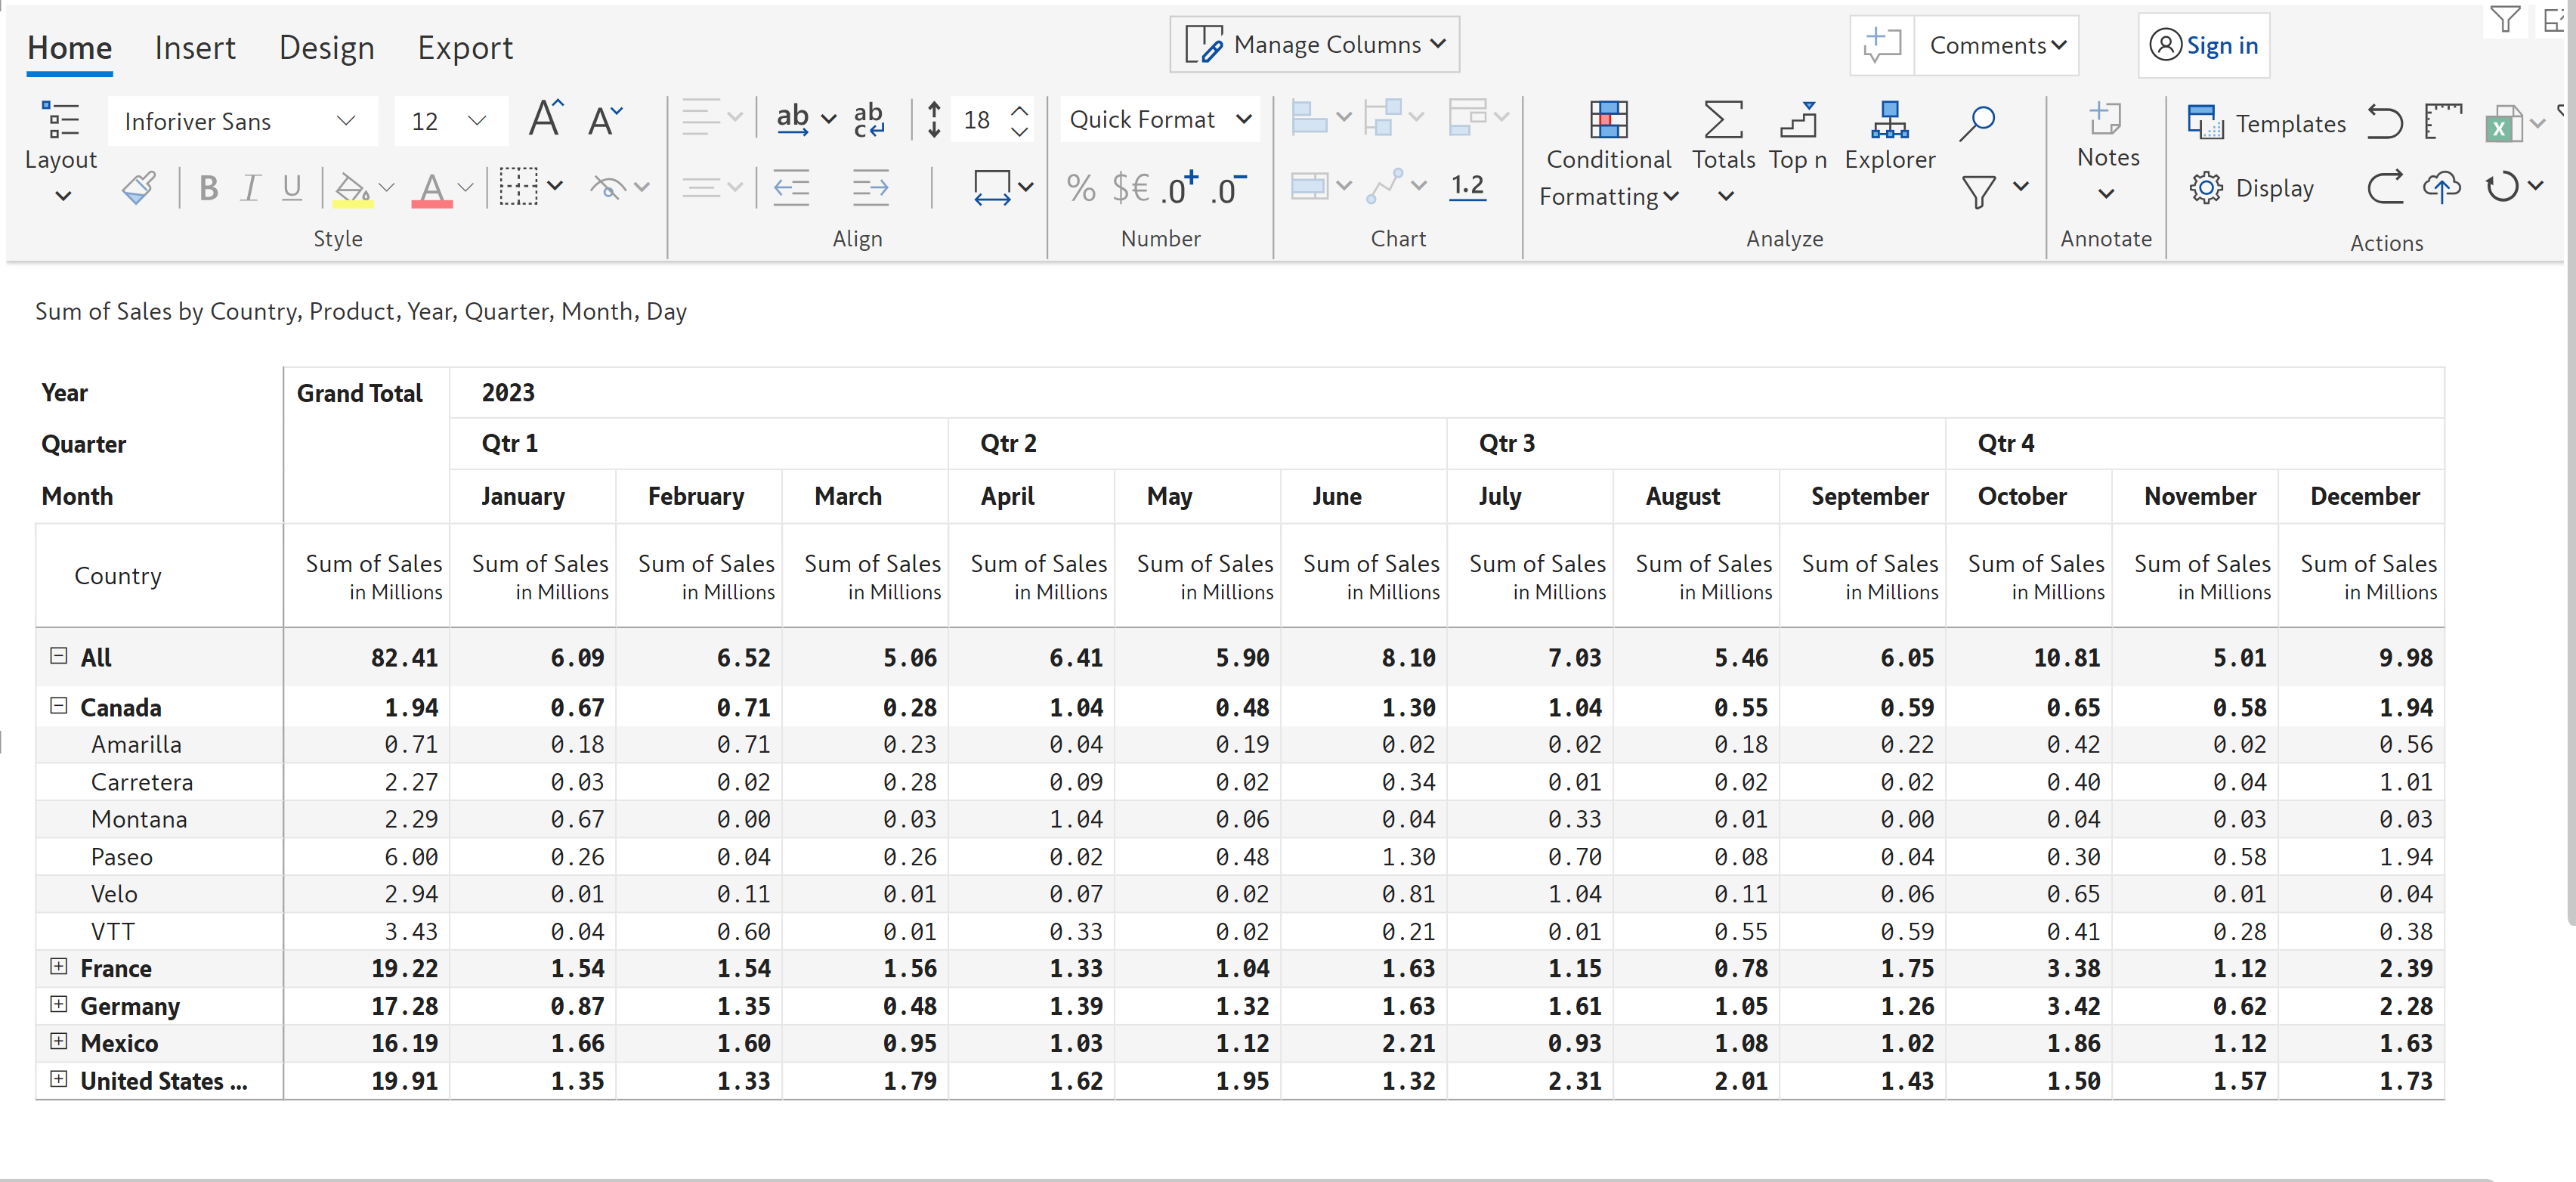 Home Insert Design Export Manage Columns Comments Sign in
Inforiver Sans 12 A A ab ab c 18 Quick Format
Layout Conditional Formatting Totals Top n Explorer Notes Templates
B I U A % $€ .0+ .0- 1.2 Display
Style Align Number Chart Analyze Annotate Actions
Sum of Sales by Country, Product, Year, Quarter, Month, Day
Year Grand Total 2023
Quarter Qtr 1 Qtr 2 Qtr 3 Qtr 4
Month January February March April May June July August September October November December
Country Sum of Sales Sum of Sales Sum of Sales Sum of Sales Sum of Sales Sum of Sales Sum of Sales Sum of Sales Sum of Sales Sum of Sales Sum of Sales Sum of Sales Sum of Sales
in Millions in Millions in Millions in Millions in Millions in Millions in Millions in Millions in Millions in Millions in Millions in Millions in Millions
All 82.41 6.09 6.52 5.06 6.41 5.90 8.10 7.03 5.46 6.05 10.81 5.01 9.98
Canada 1.94 0.67 0.71 0.28 1.04 0.48 1.30 1.04 0.55 0.59 0.65 0.58 1.94
Amarilla 0.71 0.18 0.71 0.23 0.04 0.19 0.02 0.02 0.18 0.22 0.42 0.02 0.56
Carretera 2.27 0.03 0.02 0.28 0.09 0.02 0.34 0.01 0.02 0.02 0.40 0.04 1.01
Montana 2.29 0.67 0.00 0.03 1.04 0.06 0.04 0.33 0.01 0.00 0.04 0.03 0.03
Paseo 6.00 0.26 0.04 0.26 0.02 0.48 1.30 0.70 0.08 0.04 0.30 0.58 1.94
Velo 2.94 0.01 0.11 0.01 0.07 0.02 0.81 1.04 0.11 0.06 0.65 0.01 0.04
VTT 3.43 0.04 0.60 0.01 0.33 0.02 0.21 0.01 0.55 0.59 0.41 0.28 0.38
France 19.22 1.54 1.54 1.56 1.33 1.04 1.63 1.15 0.78 1.75 3.38 1.12 2.39
Germany 17.28 0.87 1.35 0.48 1.39 1.32 1.63 1.61 1.05 1.26 3.42 0.62 2.28
Mexico 16.19 1.66 1.60 0.95 1.03 1.12 2.21 0.93 1.08 1.02 1.86 1.12 1.63
United States ... 19.91 1.35 1.33 1.79 1.62 1.95 1.32 2.31 2.01 1.43 1.50 1.57 1.73